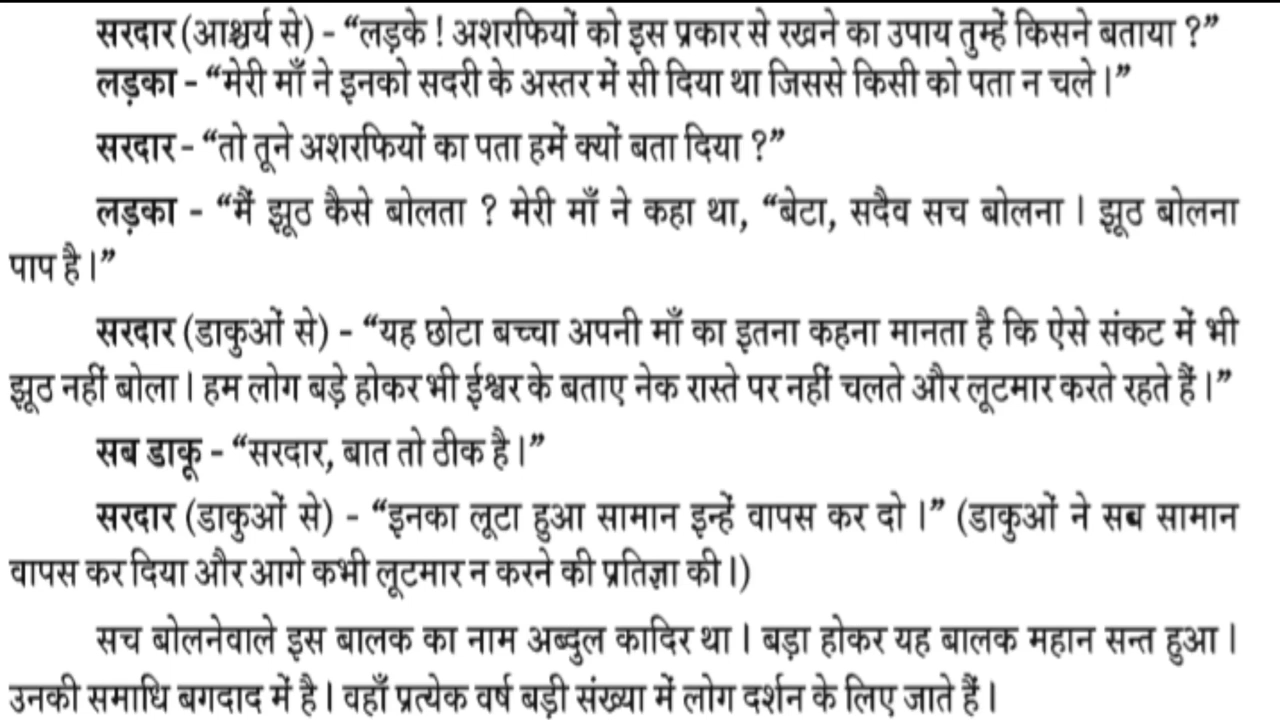 सरदार (आश्चर्य से) - “लड़के ! अशरफियों को इस प्रकार से रखने का उपाय तुम्हें किसने बताया ?”
लड़का - “मेरी माँ ने इनको सदरी के अस्तर में सी दिया था जिससे किसी को पता न चले।”
सरदार - “तो तूने अशरफियों का पता हमें क्यों बता दिया ?”
लड़का - “मैं झूठ कैसे बोलता ? मेरी माँ ने कहा था, “बेटा, सदैव सच बोलना । झूठ बोलना
पाप है।”
सरदार (डाकुओं से) - “यह छोटा बच्चा अपनी माँ का इतना कहना मानता है कि ऐसे संकट में भी
झूठ नहीं बोला। हम लोग बड़े होकर भी ईश्वर के बताए नेक रास्ते पर नहीं चलते और लूटमार करते रहते हैं।”
सब डाकू - “सरदार, बात तो ठीक है।”
सरदार (डाकुओं से) - “इनका लूटा हुआ सामान इन्हें वापस कर दो ।” (डाकुओं ने सब सामान
वापस कर दिया और आगे कभी लूटमार न करने की प्रतिज्ञा की।)
सच बोलनेवाले इस बालक का नाम अब्दुल कादिर था । बड़ा होकर यह बालक महान सन्त हुआ ।
उनकी समाधि बगदाद में है। वहाँ प्रत्येक वर्ष बड़ी संख्या में लोग दर्शन के लिए जाते हैं।